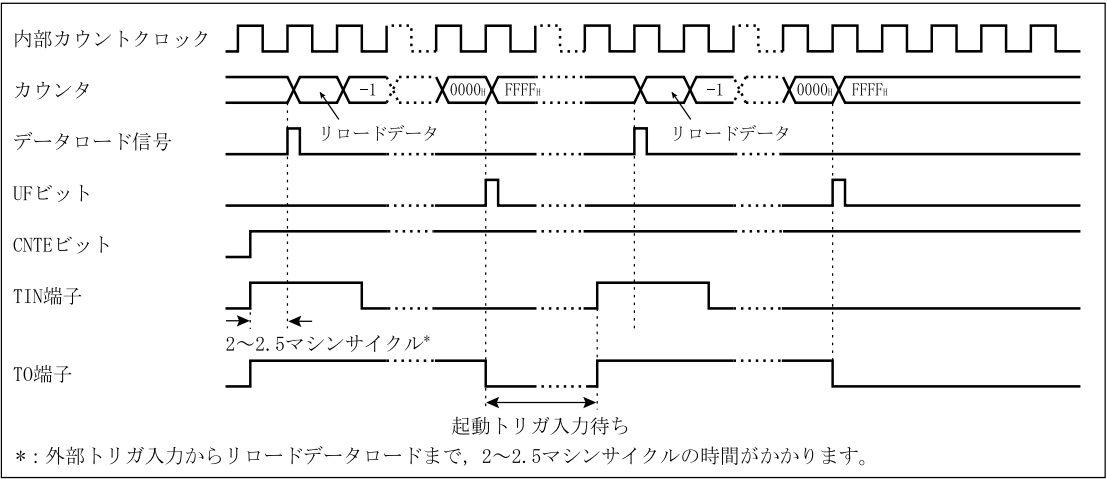 内部カウントクロック
カウンタ
-1 0000H FFFFH -1 0000H FFFFH
リロードデータ リロードデータ
データロード信号
UFビット
CNTEビット
TIN端子
2～2.5マシンサイクル*
TO端子
起動トリガ入力待ち
*：外部トリガ入力からリロードデータロードまで，2～2.5マシンサイクルの時間がかかります。